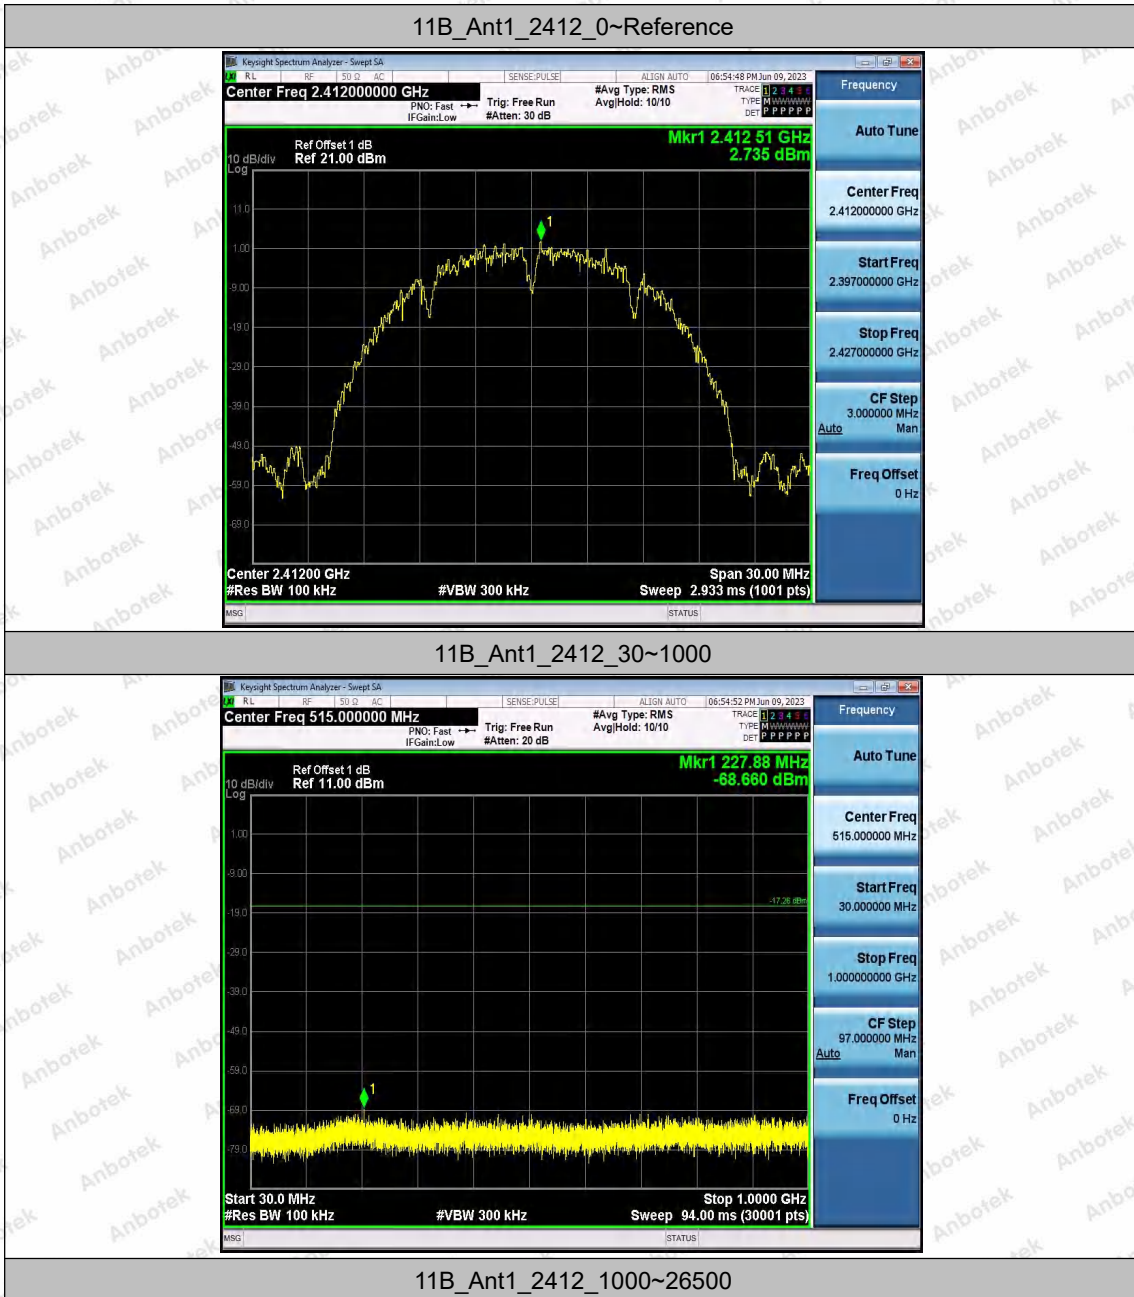 11B_Ant1_2412_0~Reference
Keysight Spectrum Analyzer - Swept SA
LXI RL RF 50 Ω AC SENSE:PULSE ALIGN AUTO 06:54:48 PM Jun 09, 2023
Center Freq 2.412000000 GHz
PNO: Fast
IFGain:Low
Trig: Free Run
#Atten: 30 dB
#Avg Type: RMS
Avg|Hold: 10/10
TRACE 1 2 3 4 5 6
TYPE M WWWWW
DET P P P P P P
Frequency
Auto Tune
Center Freq
2.412000000 GHz
Start Freq
2.397000000 GHz
Stop Freq
2.427000000 GHz
CF Step
3.000000 MHz
Auto Man
Freq Offset
0 Hz
Mkr1 2.412 51 GHz
2.735 dBm
Ref Offset 1 dB
10 dB/div Ref 21.00 dBm
Log
11.0
1.00
-9.00
-19.0
-29.0
-39.0
-49.0
-59.0
-69.0
1
Center 2.41200 GHz Span 30.00 MHz
#Res BW 100 kHz #VBW 300 kHz Sweep 2.933 ms (1001 pts)
MSG STATUS
11B_Ant1_2412_30~1000
Keysight Spectrum Analyzer - Swept SA
LXI RL RF 50 Ω AC SENSE:PULSE ALIGN AUTO 06:54:52 PM Jun 09, 2023
Center Freq 515.000000 MHz
PNO: Fast
IFGain:Low
Trig: Free Run
#Atten: 20 dB
#Avg Type: RMS
Avg|Hold: 10/10
TRACE 1 2 3 4 5 6
TYPE M WWWWW
DET P P P P P P
Frequency
Auto Tune
Center Freq
515.000000 MHz
Start Freq
30.000000 MHz
Stop Freq
1.000000000 GHz
CF Step
97.000000 MHz
Auto Man
Freq Offset
0 Hz
Mkr1 227.88 MHz
-68.660 dBm
Ref Offset 1 dB
10 dB/div Ref 11.00 dBm
Log
1.00
-9.00
-19.0
-29.0
-39.0
-49.0
-59.0
-69.0
-79.0
-17.26 dBm
1
Start 30.0 MHz Stop 1.0000 GHz
#Res BW 100 kHz #VBW 300 kHz Sweep 94.00 ms (30001 pts)
MSG STATUS
11B_Ant1_2412_1000~26500
Anbotek